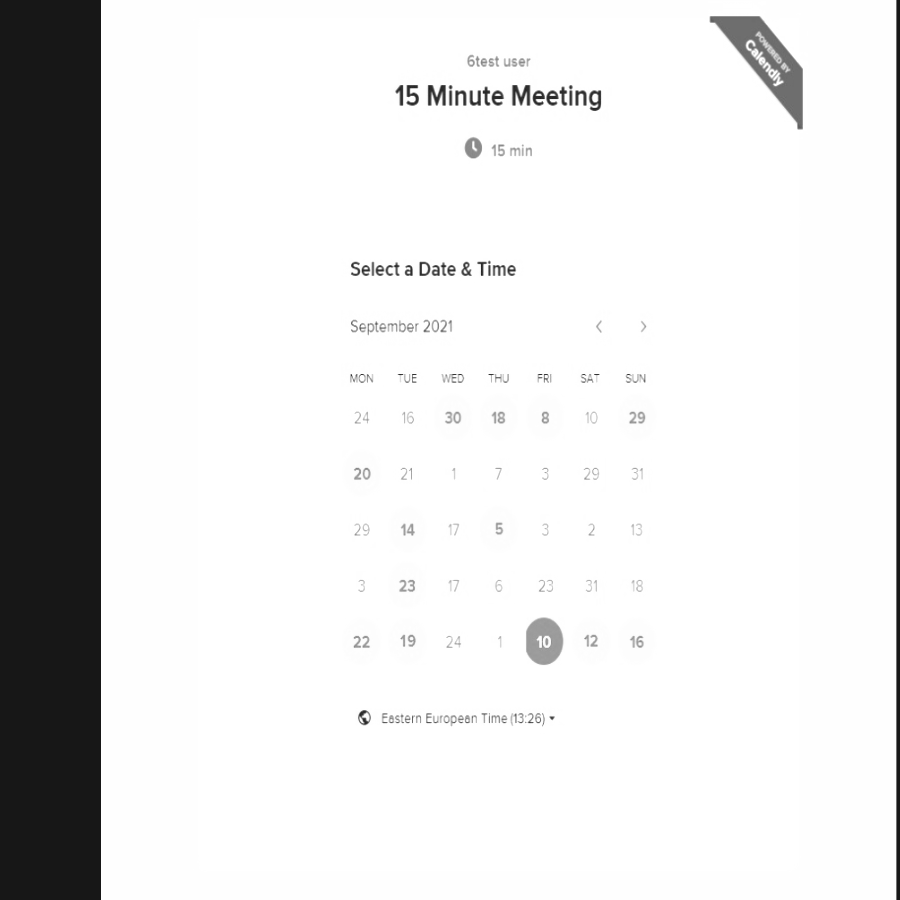 POWERED BY
Calendly
6test user
15 Minute Meeting
15 min
Select a Date & Time
September 2021
MON TUE WED THU FRI SAT SUN
24 16 30 18 8 10 29
20 21 1 7 3 29 31
29 14 17 5 3 2 13
3 23 17 6 23 31 18
22 19 24 1 10 12 16
Eastern European Time (13:26)